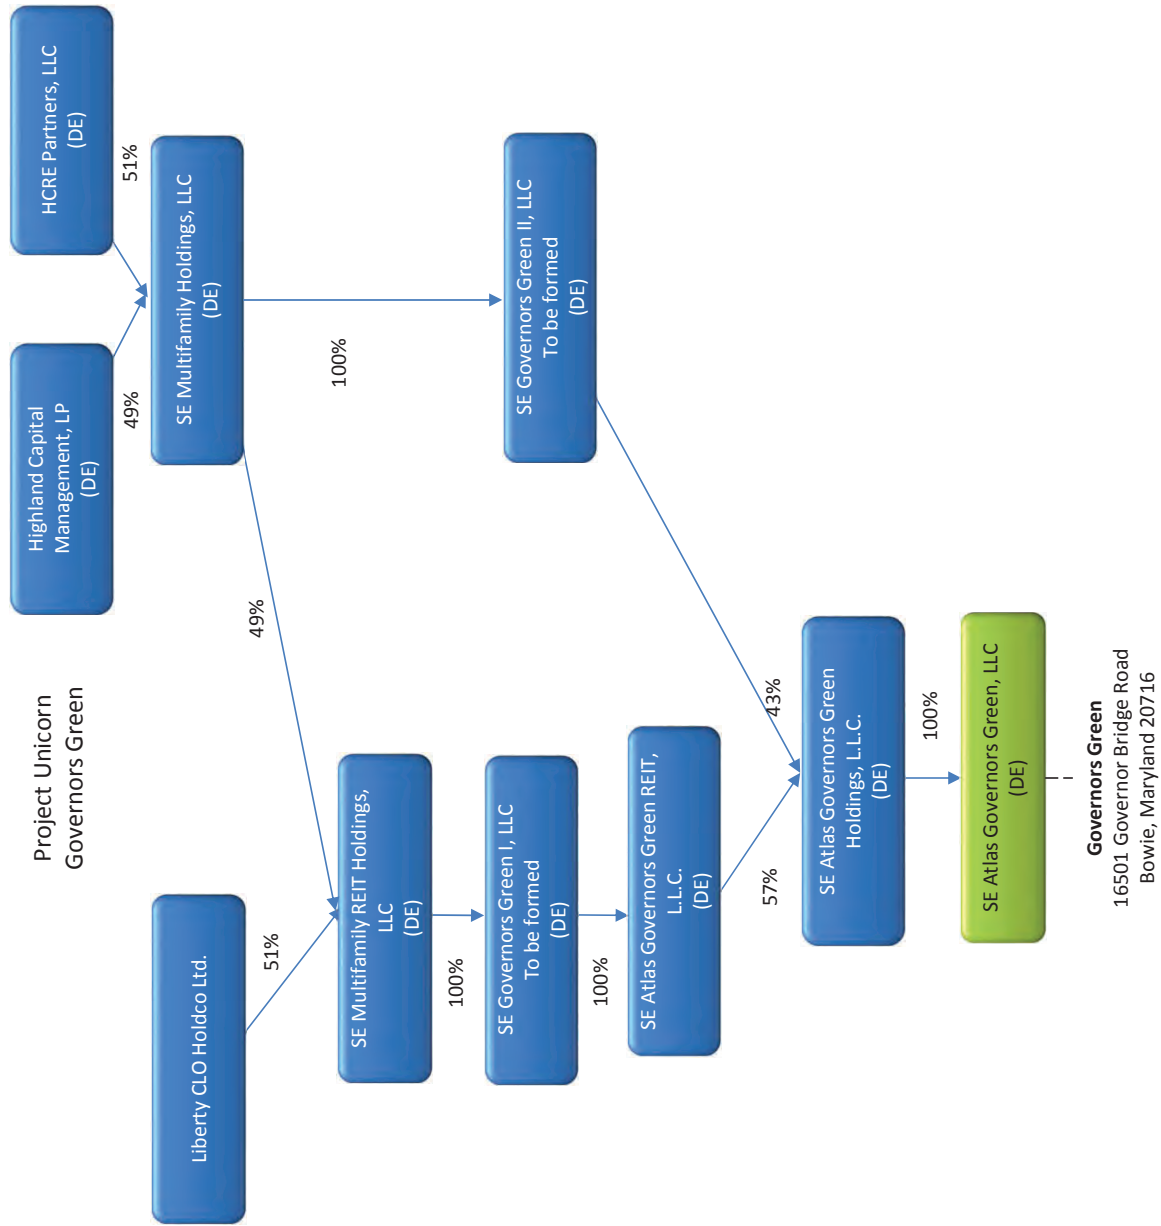 Project Unicorn
Governors Green
Highland Capital
Management, LP
(DE)
HCRE Partners, LLC
(DE)
49%
51%
Liberty CLO Holdco Ltd.
SE Multifamily Holdings, LLC
(DE)
51%
49%
100%
SE Multifamily REIT Holdings,
LLC
(DE)
100%
SE Governors Green I, LLC
To be formed
(DE)
SE Governors Green II, LLC
To be formed
(DE)
100%
SE Atlas Governors Green REIT,
L.L.C.
(DE)
57%
43%
SE Atlas Governors Green
Holdings, L.L.C.
(DE)
100%
SE Atlas Governors Green, LLC
(DE)
Governors Green
16501 Governor Bridge Road
Bowie, Maryland 20716